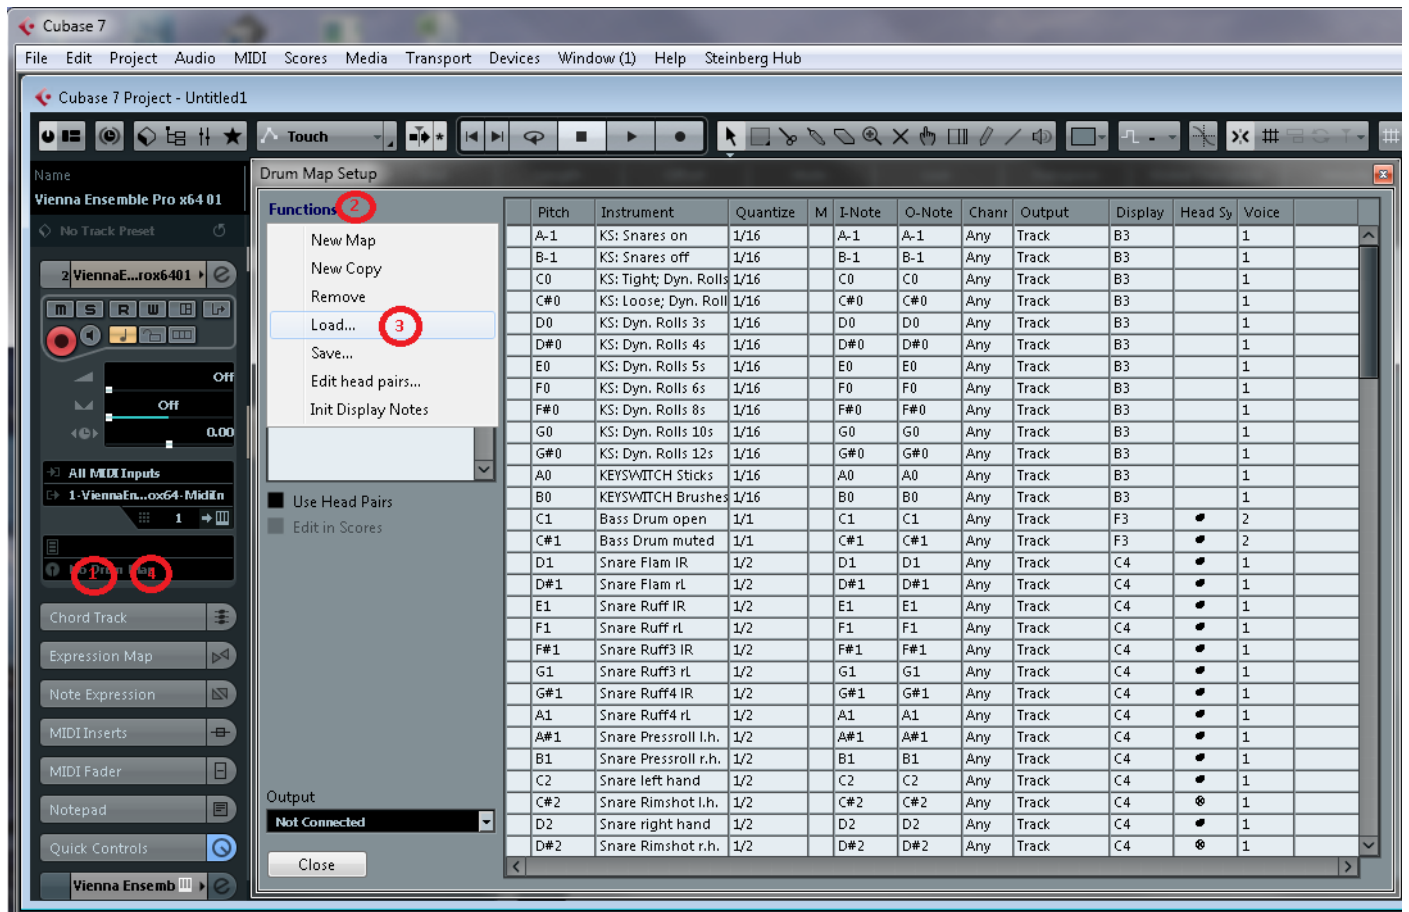 Cubase 7
File Edit Project Audio MIDI Scores Media Transport Devices Window (1) Help Steinberg Hub
Cubase 7 Project - Untitled1
Touch
Name
Vienna Ensemble Pro x64 01
No Track Preset
2 ViennaE...rox6401
m S R W
Off
Off
0.00
All MIDI Inputs
1-ViennaEn...ox64-MidiIn
1
No Drum Map
1 4
Chord Track
Expression Map
Note Expression
MIDI Inserts
MIDI Fader
Notepad
Quick Controls
Vienna Ensemb
Drum Map Setup
Functions 2
New Map
New Copy
Remove
Load... 3
Save...
Edit head pairs...
Init Display Notes
Use Head Pairs
Edit in Scores
Output
Not Connected
Close
Pitch Instrument Quantize M I-Note O-Note Chann Output Display Head Sy Voice
A-1 KS: Snares on 1/16 A-1 A-1 Any Track B3 1
B-1 KS: Snares off 1/16 B-1 B-1 Any Track B3 1
C0 KS: Tight; Dyn. Rolls 1/16 C0 C0 Any Track B3 1
C#0 KS: Loose; Dyn. Roll 1/16 C#0 C#0 Any Track B3 1
D0 KS: Dyn. Rolls 3s 1/16 D0 D0 Any Track B3 1
D#0 KS: Dyn. Rolls 4s 1/16 D#0 D#0 Any Track B3 1
E0 KS: Dyn. Rolls 5s 1/16 E0 E0 Any Track B3 1
F0 KS: Dyn. Rolls 6s 1/16 F0 F0 Any Track B3 1
F#0 KS: Dyn. Rolls 8s 1/16 F#0 F#0 Any Track B3 1
G0 KS: Dyn. Rolls 10s 1/16 G0 G0 Any Track B3 1
G#0 KS: Dyn. Rolls 12s 1/16 G#0 G#0 Any Track B3 1
A0 KEYSWITCH Sticks 1/16 A0 A0 Any Track B3 1
B0 KEYSWITCH Brushes 1/16 B0 B0 Any Track B3 1
C1 Bass Drum open 1/1 C1 C1 Any Track F3 2
C#1 Bass Drum muted 1/1 C#1 C#1 Any Track F3 2
D1 Snare Flam lR 1/2 D1 D1 Any Track C4 1
D#1 Snare Flam rL 1/2 D#1 D#1 Any Track C4 1
E1 Snare Ruff lR 1/2 E1 E1 Any Track C4 1
F1 Snare Ruff rL 1/2 F1 F1 Any Track C4 1
F#1 Snare Ruff3 lR 1/2 F#1 F#1 Any Track C4 1
G1 Snare Ruff3 rL 1/2 G1 G1 Any Track C4 1
G#1 Snare Ruff4 lR 1/2 G#1 G#1 Any Track C4 1
A1 Snare Ruff4 rL 1/2 A1 A1 Any Track C4 1
A#1 Snare Pressroll l.h. 1/2 A#1 A#1 Any Track C4 1
B1 Snare Pressroll r.h. 1/2 B1 B1 Any Track C4 1
C2 Snare left hand 1/2 C2 C2 Any Track C4 1
C#2 Snare Rimshot l.h. 1/2 C#2 C#2 Any Track C4 1
D2 Snare right hand 1/2 D2 D2 Any Track C4 1
D#2 Snare Rimshot r.h. 1/2 D#2 D#2 Any Track C4 1